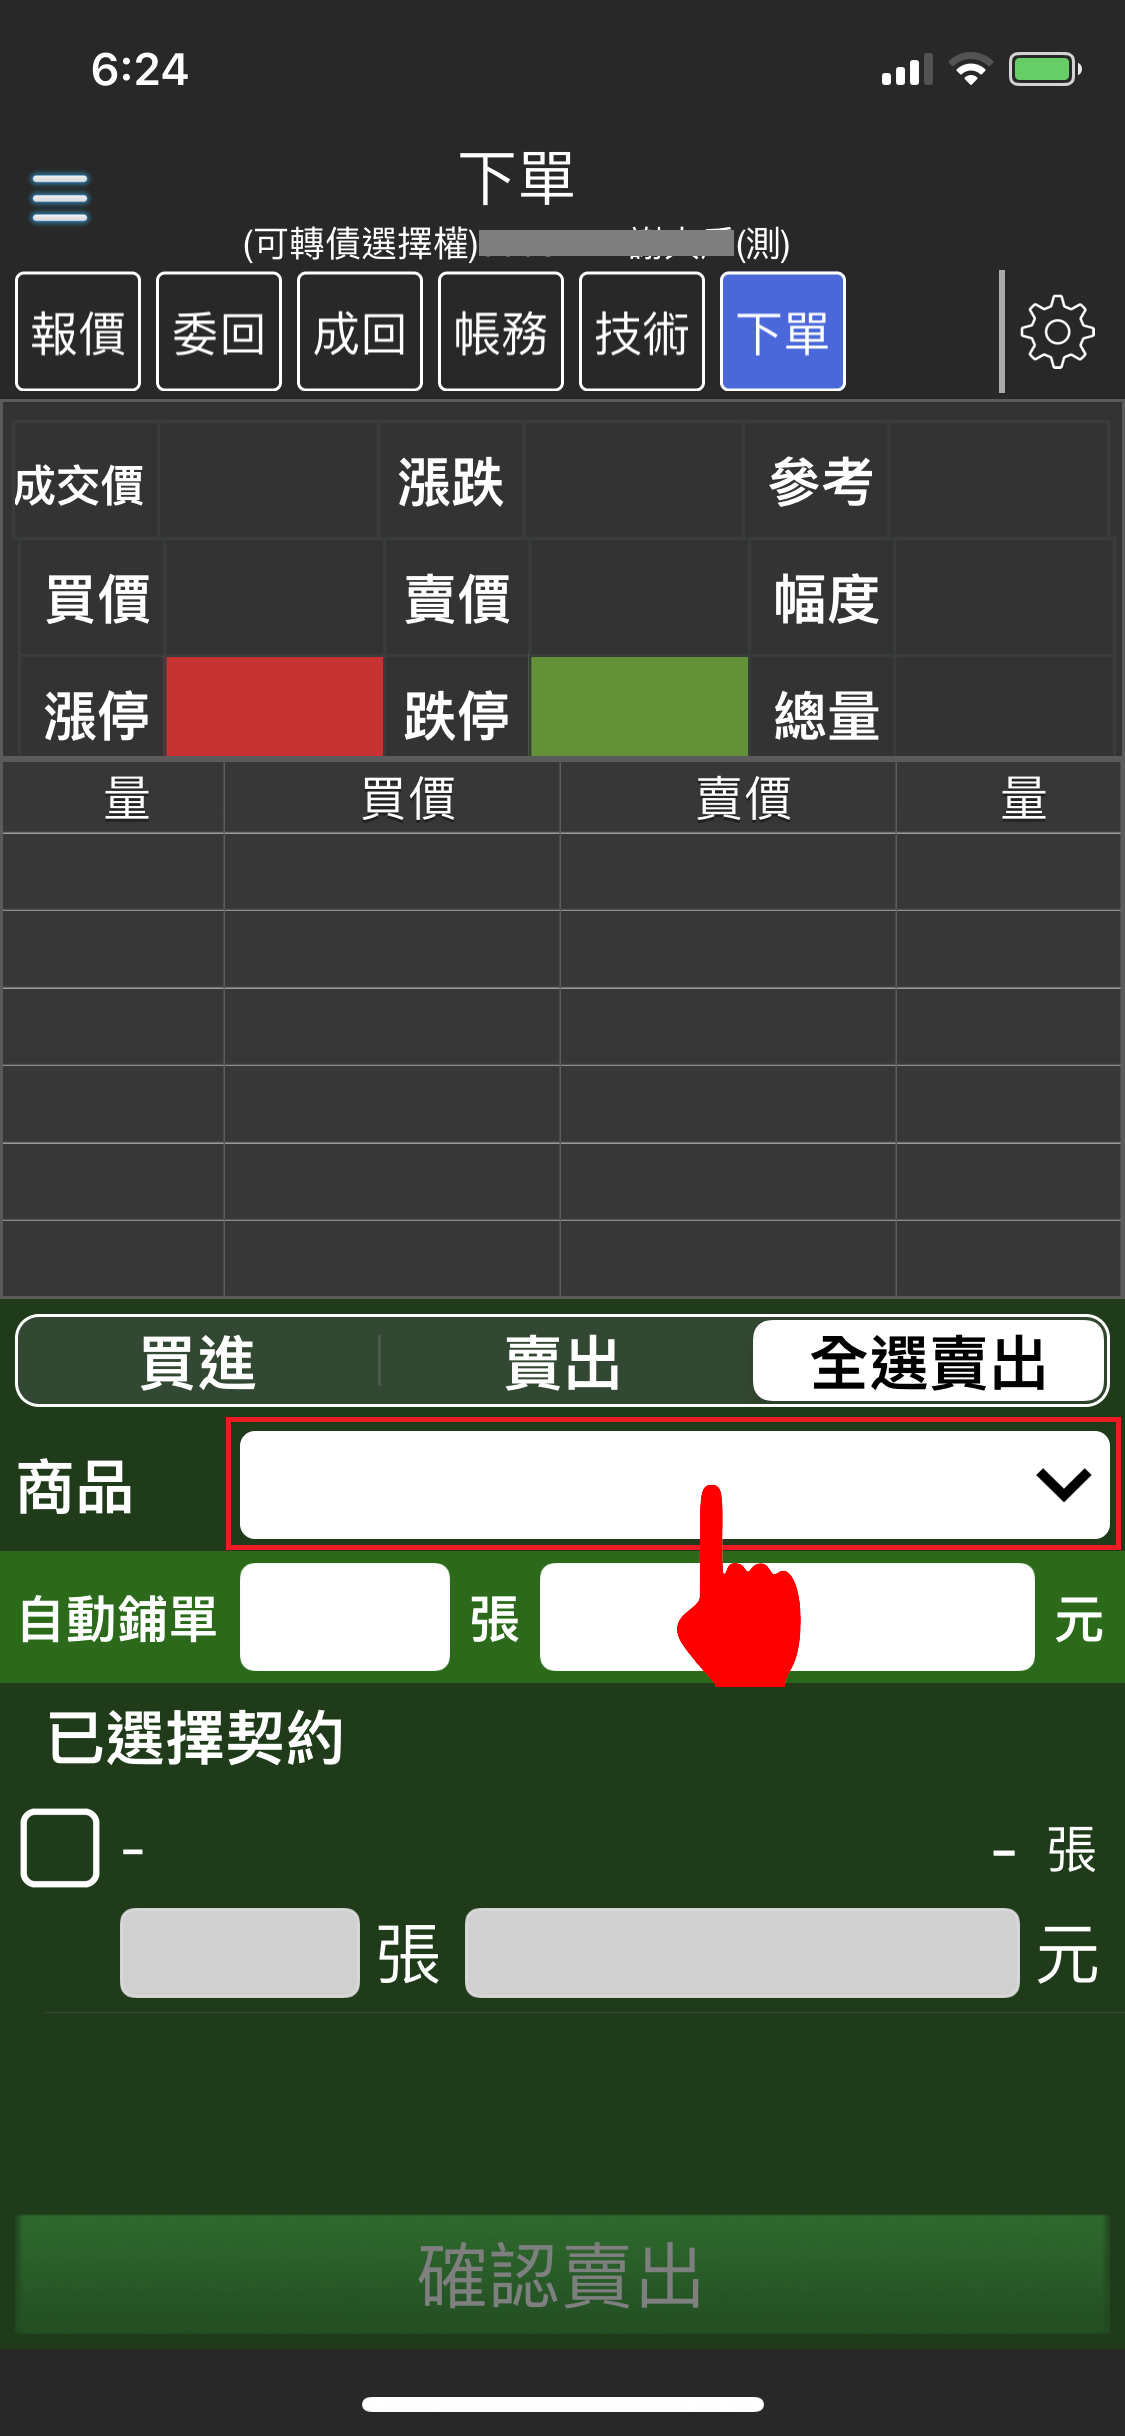 6:24
下單
(可轉債選擇權) (測)
報價 委回 成回 帳務 技術 下單
成交價 漲跌 參考
買價 賣價 幅度
漲停 跌停 總量
量 買價 賣價 量
買進 賣出 全選賣出
商品
自動鋪單 張 元
已選擇契約
- - 張
張 元
確認賣出